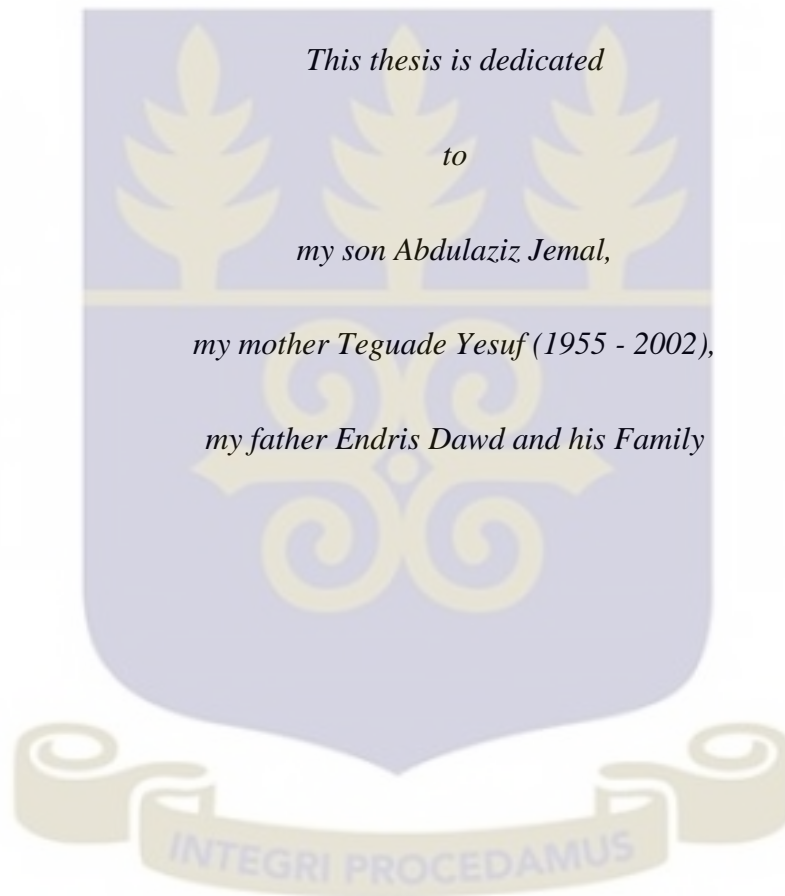 This thesis is dedicated
to
my son Abdulaziz Jemal,
my mother Teguade Yesuf (1955 - 2002),
my father Endris Dawd and his Family
INTEGRI PROCEDAMUS